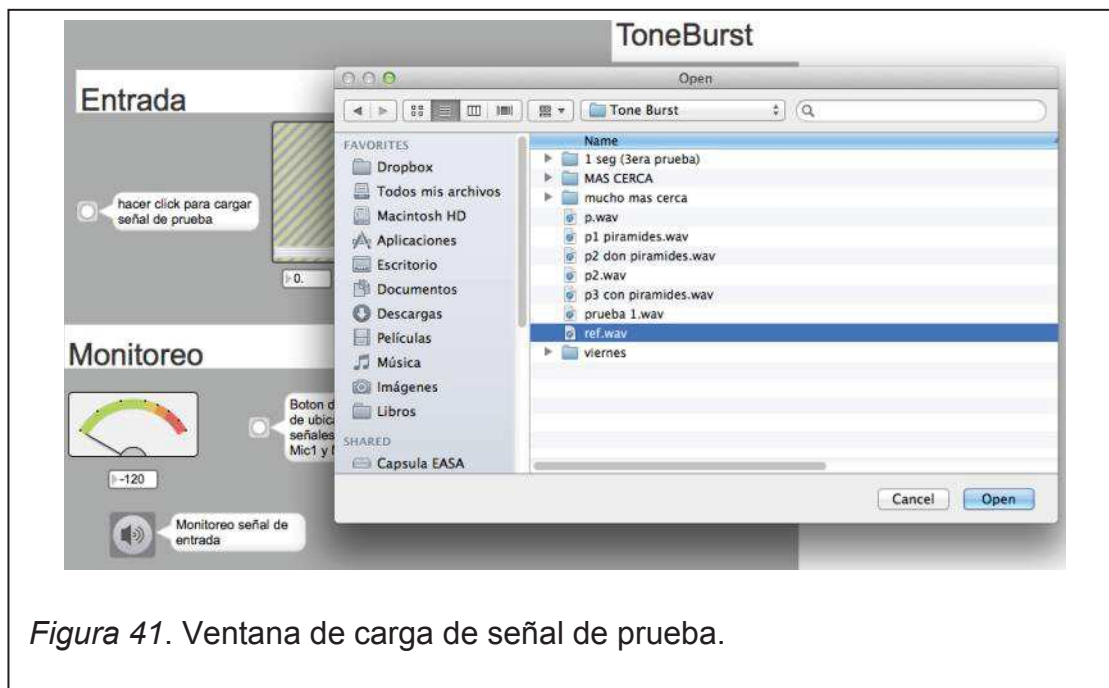 ToneBurst
Open
Entrada
Tone Burst
FAVORITES
Dropbox
Todos mis archivos
Macintosh HD
Aplicaciones
Escritorio
Documentos
Descargas
Películas
Música
Imágenes
Libros
SHARED
Capsula EASA
Name
1 seg (3era prueba)
MAS CERCA
mucho mas cerca
p.wav
p1 piramides.wav
p2 don piramides.wav
p2.wav
p3 con piramides.wav
prueba 1.wav
ref.wav
viernes
Cancel
Open
hacer click para cargar
señal de prueba
0.
Monitoreo
Boton d
de ubic
señales
Mic1 y
-120
Monitoreo señal de
entrada
Figura 41. Ventana de carga de señal de prueba.